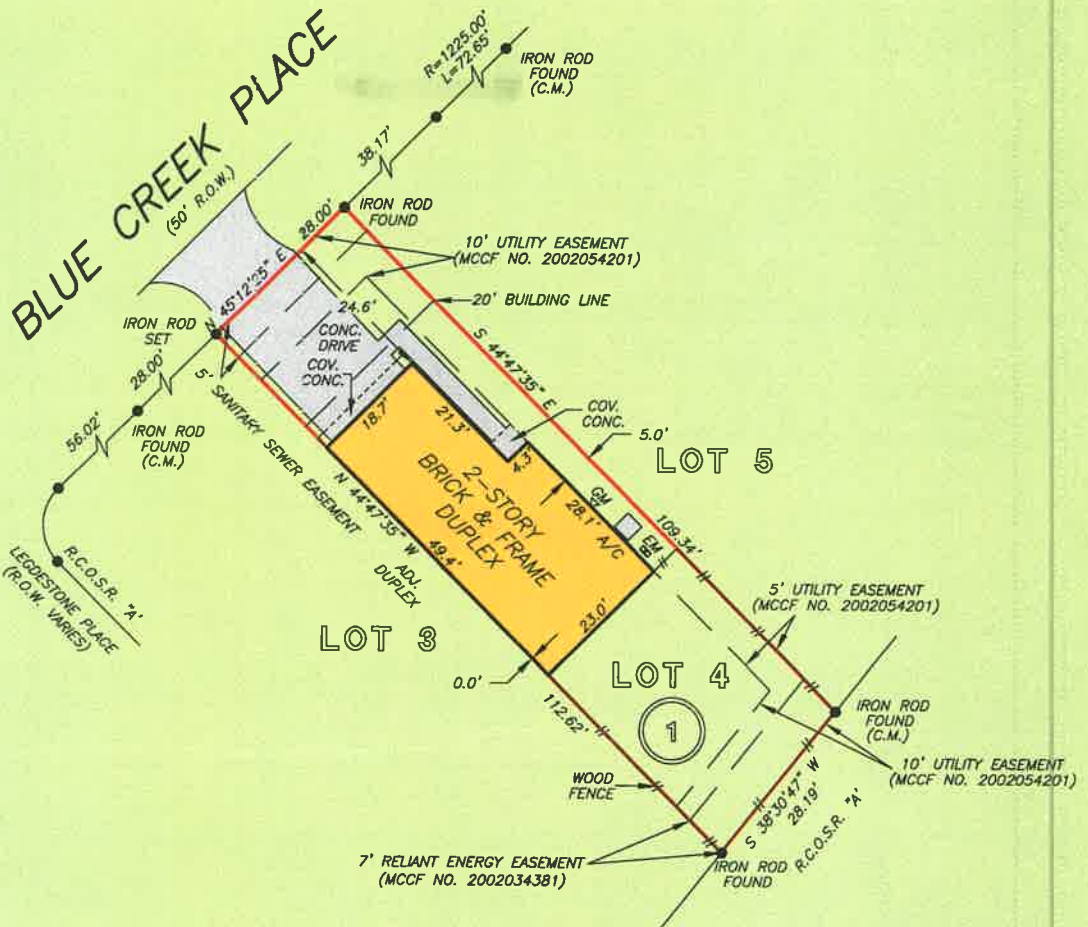 BLUE CREEK PLACE
(50' R.O.W.)
R=1225.00'
L=72.65'
IRON ROD
FOUND
(C.M.)
38.17'
IRON ROD
FOUND
28.00'
N 45°12'25" E
10' UTILITY EASEMENT
(MCCF NO. 2002054201)
20' BUILDING LINE
24.6'
CONC.
DRIVE
COV.
CONC.
IRON ROD
SET
28.00'
5' SANITARY SEWER EASEMENT
56.02'
IRON ROD
FOUND
(C.M.)
S 44°47'35" E
COV.
CONC.
5.0'
LOT 5
18.7'
21.3'
4.3'
2-STORY
BRICK & FRAME
DUPLEX
GM
28.1'
A/C
EM
109.34'
N 44°47'35" W
49.4'
ADJ.
DUPLEX
R.C.O.S.R. "A"
LEGDESTONE PLACE
(R.O.W. VARIES)
LOT 3
23.0'
5' UTILITY EASEMENT
(MCCF NO. 2002054201)
0.0'
LOT 4
1
112.62'
IRON ROD
FOUND
(C.M.)
10' UTILITY EASEMENT
(MCCF NO. 2002054201)
WOOD
FENCE
S 38°30'47" W
28.19'
R.C.O.S.R. "A"
7' RELIANT ENERGY EASEMENT
(MCCF NO. 2002034381)
IRON ROD
FOUND